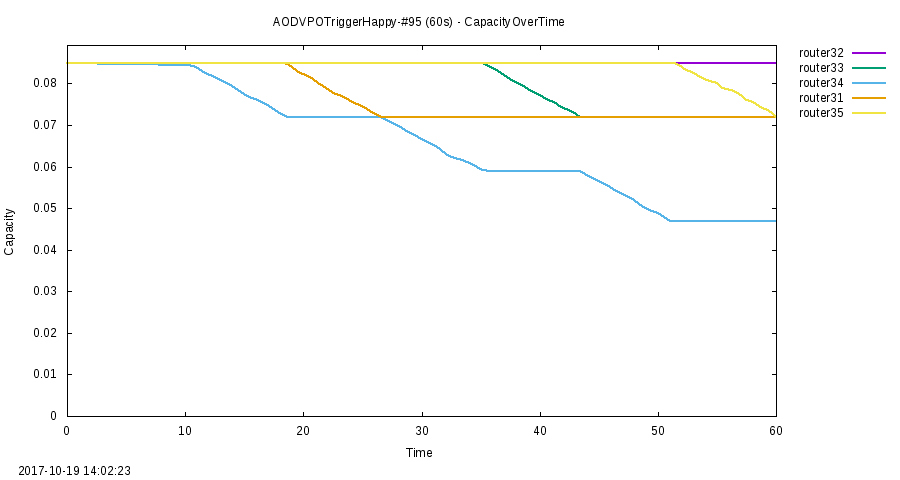 AODVPOTriggerHappy-#95 (60s) - CapacityOverTime
router32
router33
router34
router31
router35
0.08
0.07
0.06
0.05
0.04
0.03
0.02
0.01
0
Capacity
0 10 20 30 40 50 60
Time
2017-10-19 14:02:23